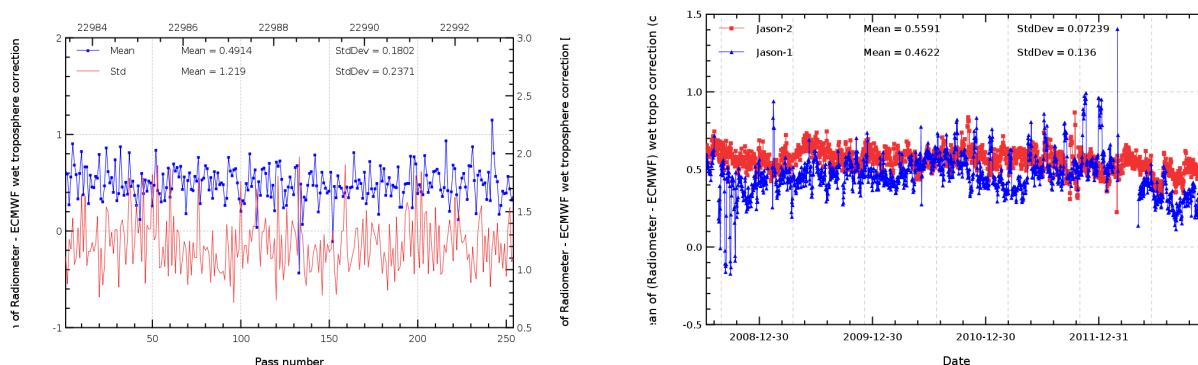 22984 22986 22988 22990 22992
2 3.0
Mean Mean = 0.4914 StdDev = 0.1802
Std Mean = 1.219 StdDev = 0.2371
2.5
1 2.0
1.5
0
1.0
-1 0.5
50 100 150 200 250
Pass number
of Radiometer - ECMWF wet troposphere correction
of Radiometer - ECMWF wet troposphere correction [
1.5
Jason-2 Mean = 0.5591 StdDev = 0.07239
Jason-1 Mean = 0.4622 StdDev = 0.136
1.0
0.5
0.0
-0.5
2008-12-30 2009-12-30 2010-12-30 2011-12-31
Date
of (Radiometer - ECMWF) wet tropo correction (c